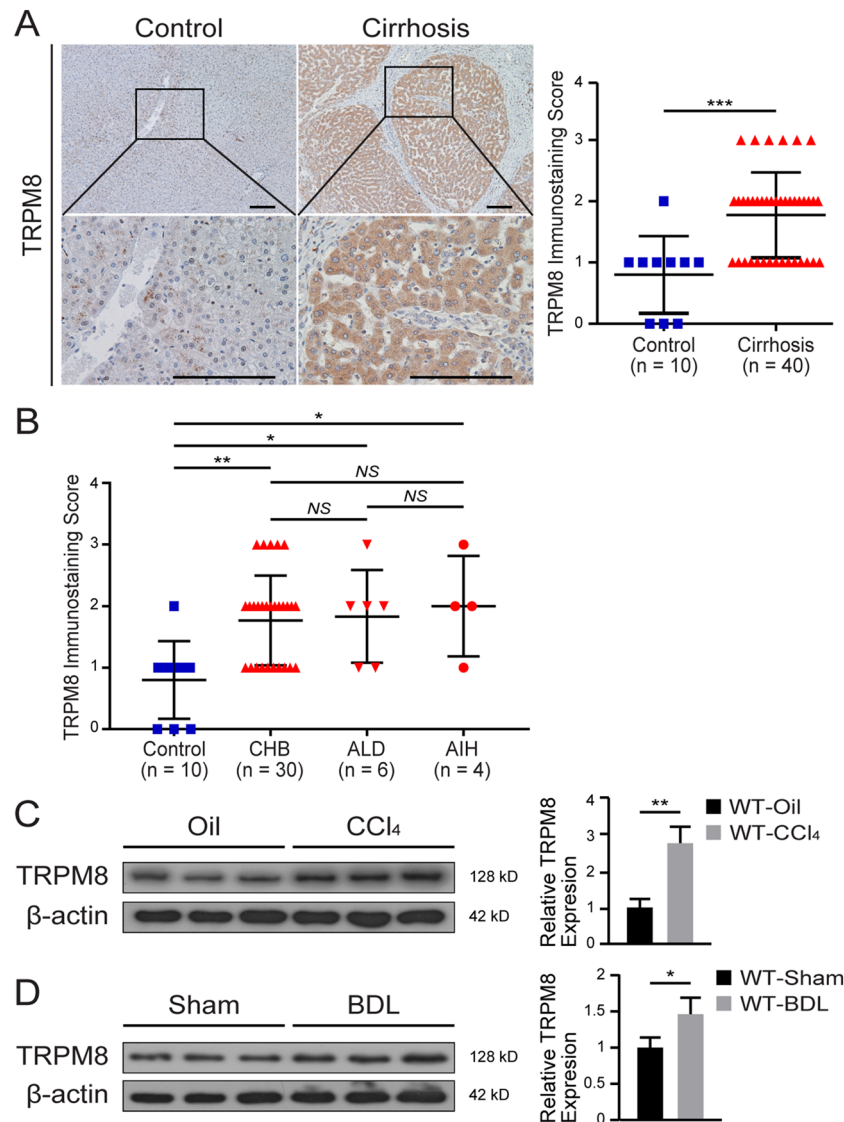 A
Control
Cirrhosis
TRPM8
TRPM8 Immunostaining Score
4
3
2
1
0
***
Control
(n = 10)
Cirrhosis
(n = 40)
B
TRPM8 Immunostaining Score
4
3
2
1
0
*
*
**
NS
NS
NS
Control
(n = 10)
CHB
(n = 30)
ALD
(n = 6)
AIH
(n = 4)
C
Oil
CCl₄
TRPM8
128 kD
β-actin
42 kD
Relative TRPM8
Expresion
4
3
2
1
0
**
WT-Oil
WT-CCl₄
D
Sham
BDL
TRPM8
128 kD
β-actin
42 kD
Relative TRPM8
Expression
2
1.5
1
0.5
0
*
WT-Sham
WT-BDL